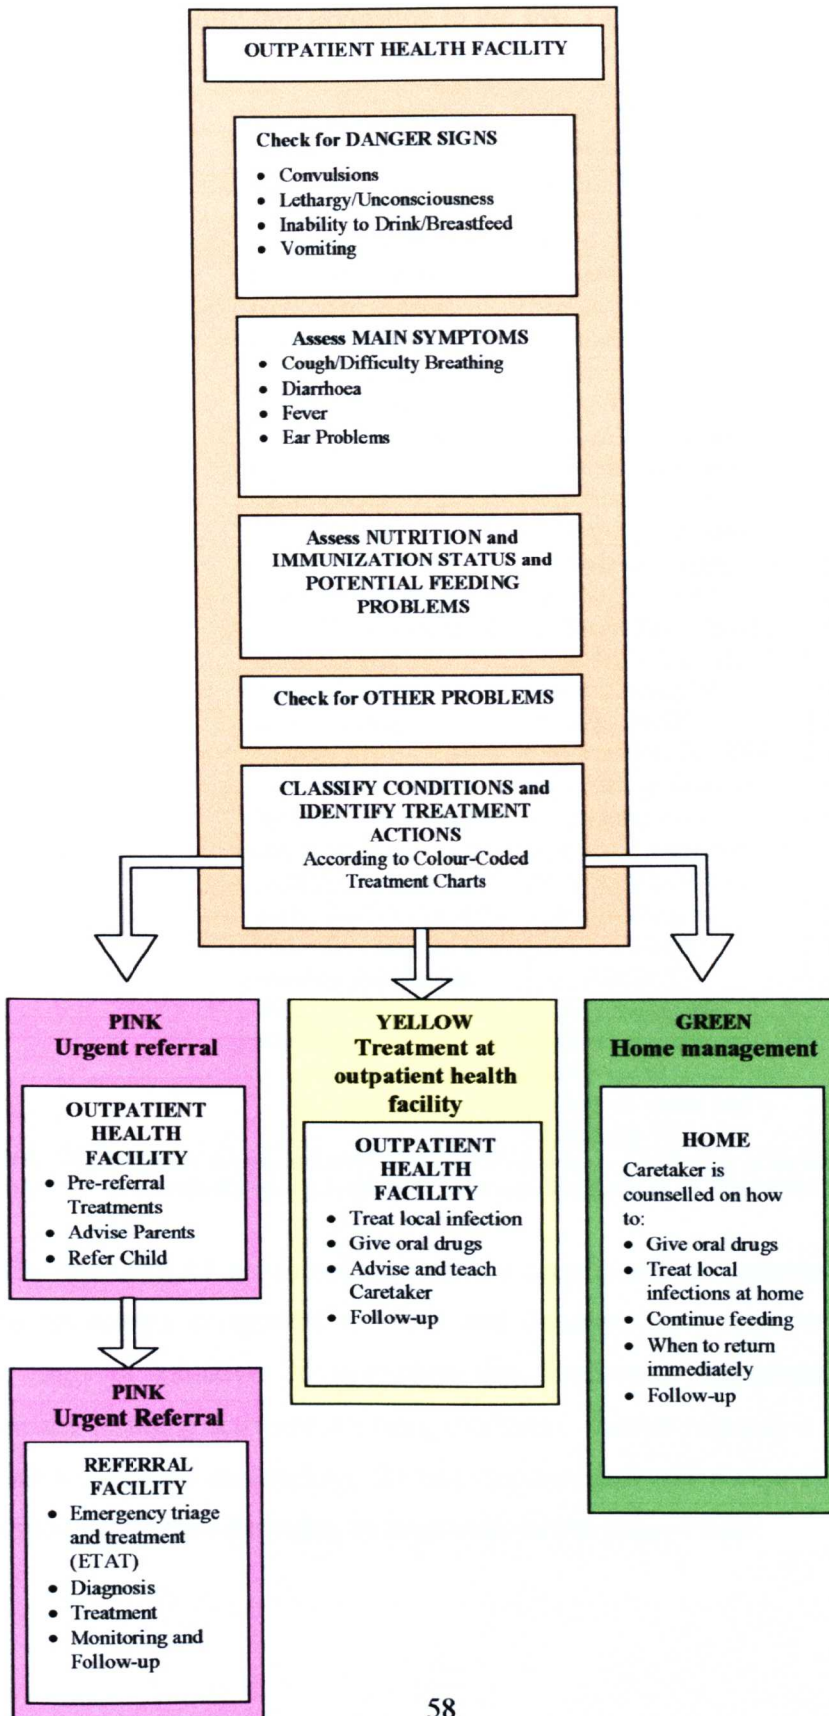 OUTPATIENT HEALTH FACILITY
Check for DANGER SIGNS
• Convulsions
• Lethargy/Unconsciousness
• Inability to Drink/Breastfeed
• Vomiting
Assess MAIN SYMPTOMS
• Cough/Difficulty Breathing
• Diarrhoea
• Fever
• Ear Problems
Assess NUTRITION and
IMMUNIZATION STATUS and
POTENTIAL FEEDING
PROBLEMS
Check for OTHER PROBLEMS
CLASSIFY CONDITIONS and
IDENTIFY TREATMENT
ACTIONS
According to Colour-Coded
Treatment Charts
PINK
Urgent referral
OUTPATIENT
HEALTH
FACILITY
• Pre-referral
Treatments
• Advise Parents
• Refer Child
PINK
Urgent Referral
REFERRAL
FACILITY
• Emergency triage
and treatment
(ETAT)
• Diagnosis
• Treatment
• Monitoring and
Follow-up
YELLOW
Treatment at
outpatient health
facility
OUTPATIENT
HEALTH
FACILITY
• Treat local infection
• Give oral drugs
• Advise and teach
Caretaker
• Follow-up
GREEN
Home management
HOME
Caretaker is
counselled on how
to:
• Give oral drugs
• Treat local
infections at home
• Continue feeding
• When to return
immediately
• Follow-up
58